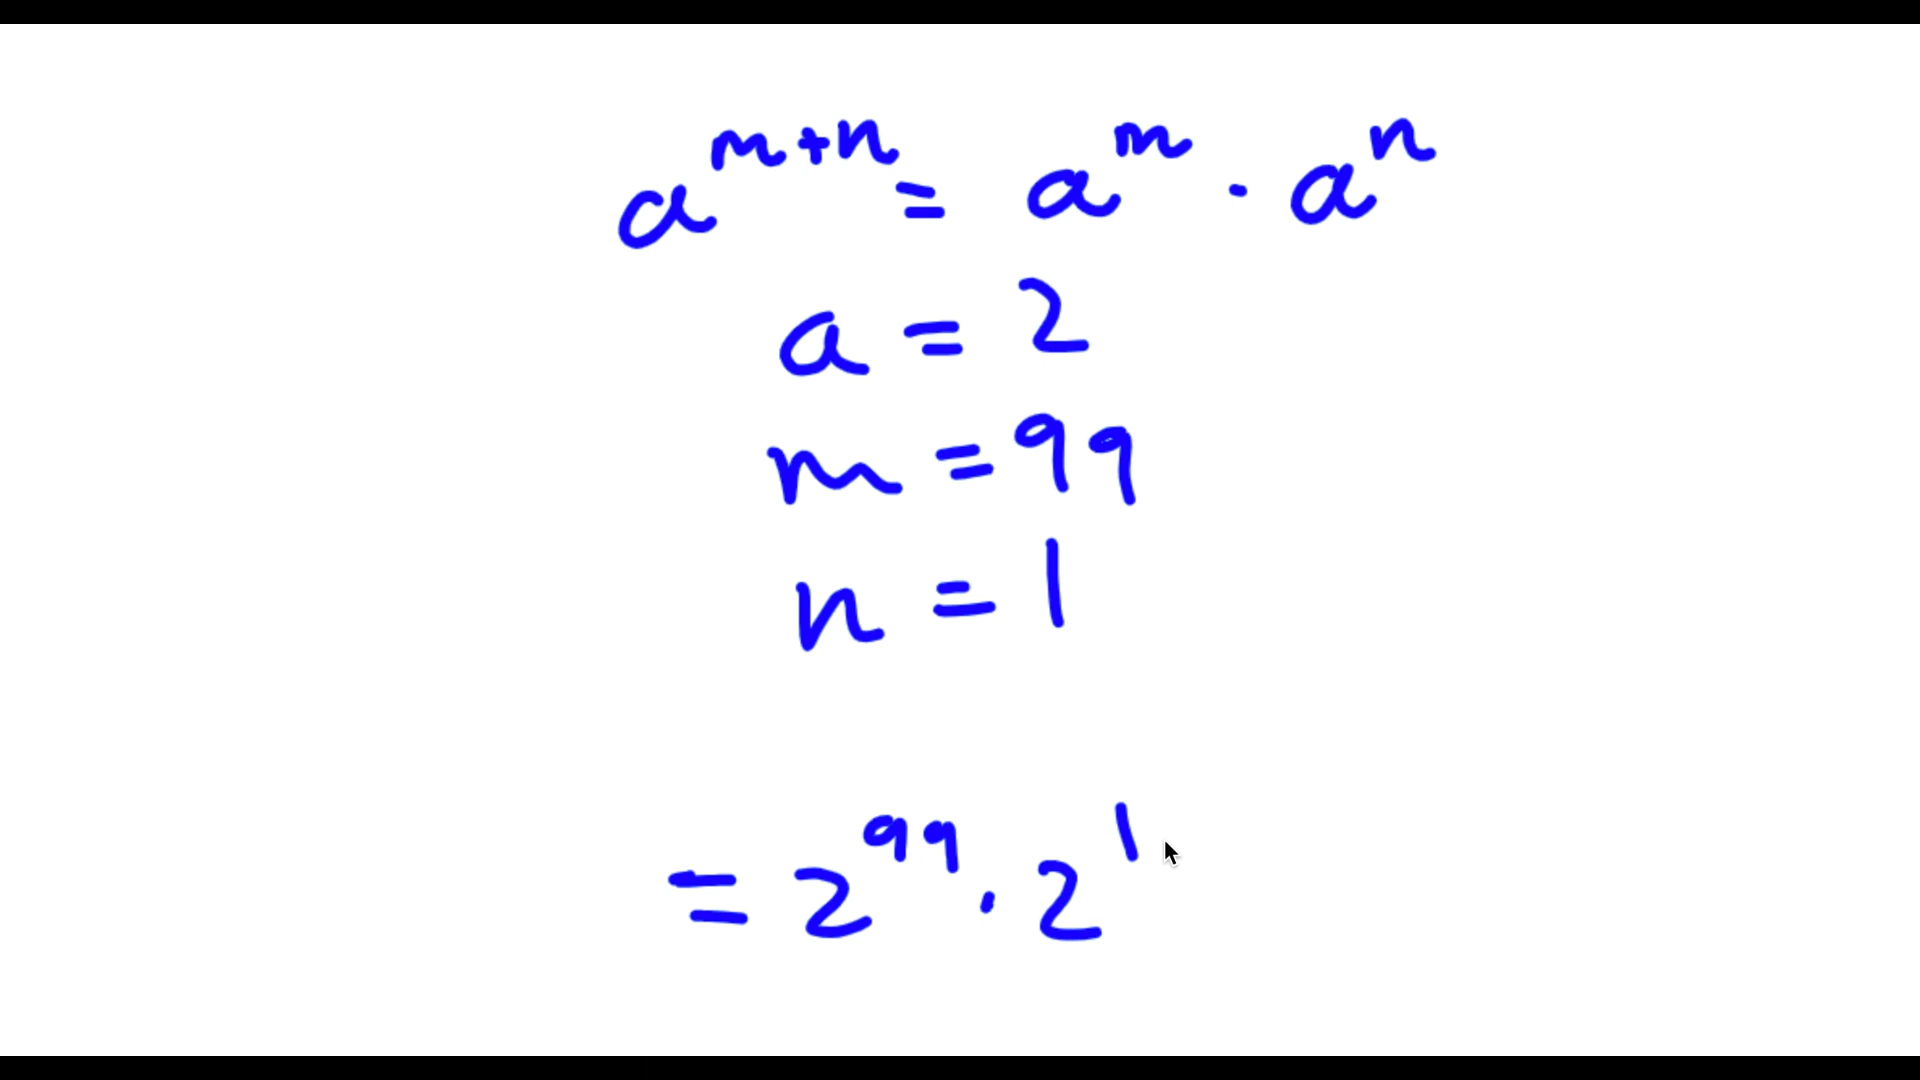 a^{m+n} = a^m · a^n
a = 2
m = 99
n = 1
= 2^{99} · 2^1